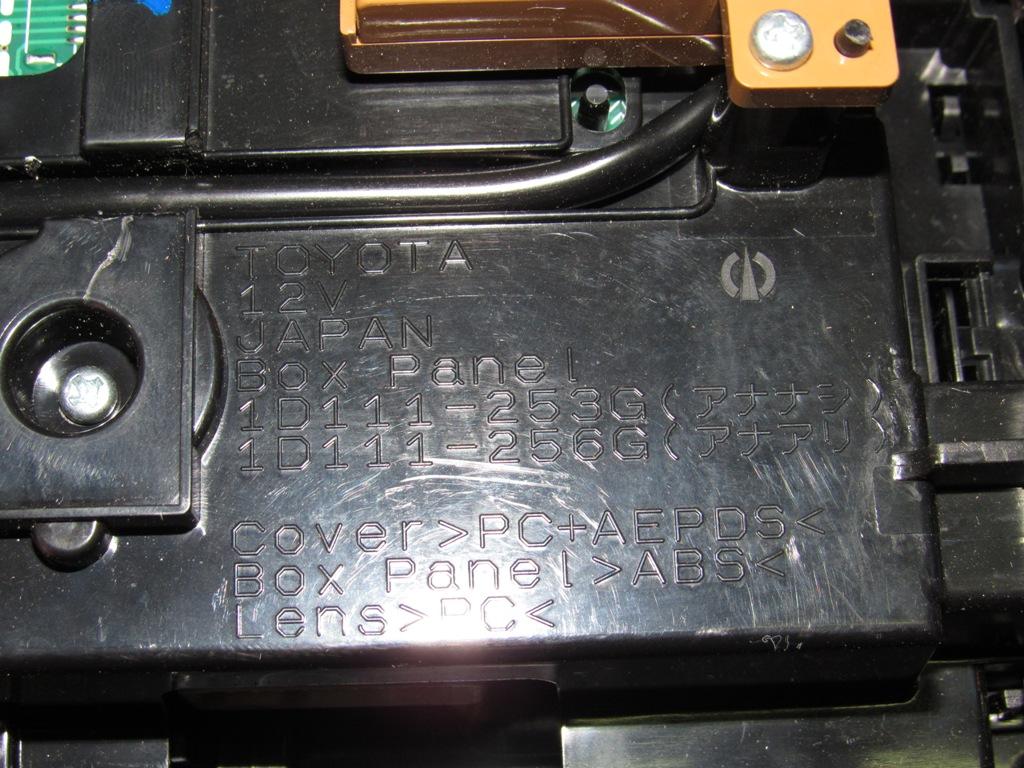 TOYOTA
12V
JAPAN
Box Panel
1D111-253G(アナナシ)
1D111-256G(アナアリ)
Cover>PC+AEPDS<
Box Panel>ABS<
Lens>PC<